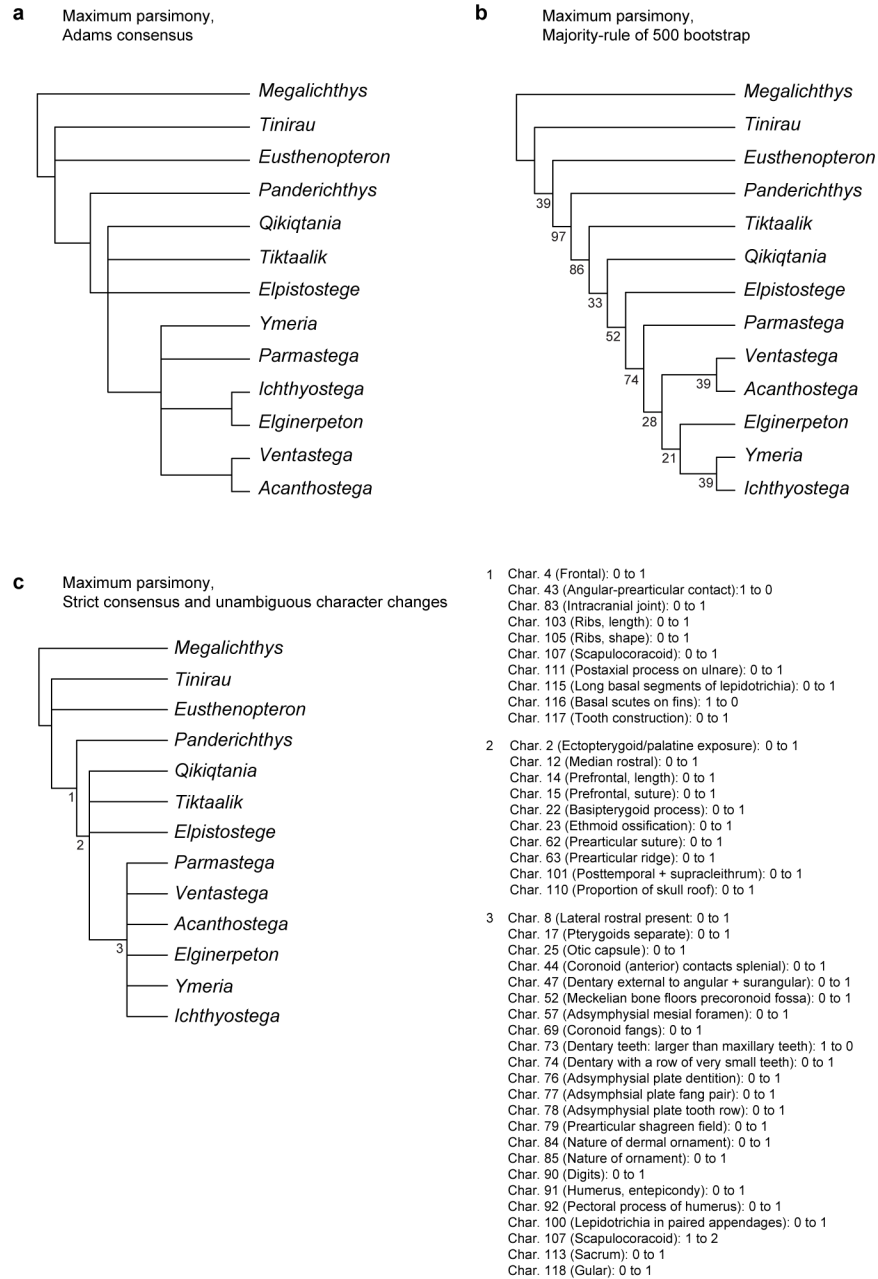 a
Maximum parsimony,
Adams consensus
Megalichthys
Tinirau
Eusthenopteron
Panderichthys
Qikiqtania
Tiktaalik
Elpistostege
Ymeria
Parmastega
Ichthyostega
Elginerpeton
Ventastega
Acanthostega
b
Maximum parsimony,
Majority-rule of 500 bootstrap
Megalichthys
Tinirau
Eusthenopteron
39
Panderichthys
97
Tiktaalik
86
Qikiqtania
33
Elpistostege
52
Parmastega
74
Ventastega
39
Acanthostega
28
Elginerpeton
21
Ymeria
39
Ichthyostega
c
Maximum parsimony,
Strict consensus and unambiguous character changes
Megalichthys
Tinirau
Eusthenopteron
Panderichthys
Qikiqtania
1
Tiktaalik
Elpistostege
2
Parmastega
Ventastega
Acanthostega
3
Elginerpeton
Ymeria
Ichthyostega
1 Char. 4 (Frontal): 0 to 1
Char. 43 (Angular-prearticular contact):1 to 0
Char. 83 (Intracranial joint): 0 to 1
Char. 103 (Ribs, length): 0 to 1
Char. 105 (Ribs, shape): 0 to 1
Char. 107 (Scapulocoracoid): 0 to 1
Char. 111 (Postaxial process on ulnare): 0 to 1
Char. 115 (Long basal segments of lepidotrichia): 0 to 1
Char. 116 (Basal scutes on fins): 1 to 0
Char. 117 (Tooth construction): 0 to 1
2 Char. 2 (Ectopterygoid/palatine exposure): 0 to 1
Char. 12 (Median rostral): 0 to 1
Char. 14 (Prefrontal, length): 0 to 1
Char. 15 (Prefrontal, suture): 0 to 1
Char. 22 (Basipterygoid process): 0 to 1
Char. 23 (Ethmoid ossification): 0 to 1
Char. 62 (Prearticular suture): 0 to 1
Char. 63 (Prearticular ridge): 0 to 1
Char. 101 (Posttemporal + supracleithrum): 0 to 1
Char. 110 (Proportion of skull roof): 0 to 1
3 Char. 8 (Lateral rostral present: 0 to 1
Char. 17 (Pterygoids separate): 0 to 1
Char. 25 (Otic capsule): 0 to 1
Char. 44 (Coronoid (anterior) contacts splenial): 0 to 1
Char. 47 (Dentary external to angular + surangular): 0 to 1
Char. 52 (Meckelian bone floors precoronoid fossa): 0 to 1
Char. 57 (Adsymphysial mesial foramen): 0 to 1
Char. 69 (Coronoid fangs): 0 to 1
Char. 73 (Dentary teeth: larger than maxillary teeth): 1 to 0
Char. 74 (Dentary with a row of very small teeth): 0 to 1
Char. 76 (Adsymphysial plate dentition): 0 to 1
Char. 77 (Adsymphsial plate fang pair): 0 to 1
Char. 78 (Adsymphysial plate tooth row): 0 to 1
Char. 79 (Prearticular shagreen field): 0 to 1
Char. 84 (Nature of dermal ornament): 0 to 1
Char. 85 (Nature of ornament): 0 to 1
Char. 90 (Digits): 0 to 1
Char. 91 (Humerus, entepicondy): 0 to 1
Char. 92 (Pectoral process of humerus): 0 to 1
Char. 100 (Lepidotrichia in paired appendages): 0 to 1
Char. 107 (Scapulocoracoid): 1 to 2
Char. 113 (Sacrum): 0 to 1
Char. 118 (Gular): 0 to 1